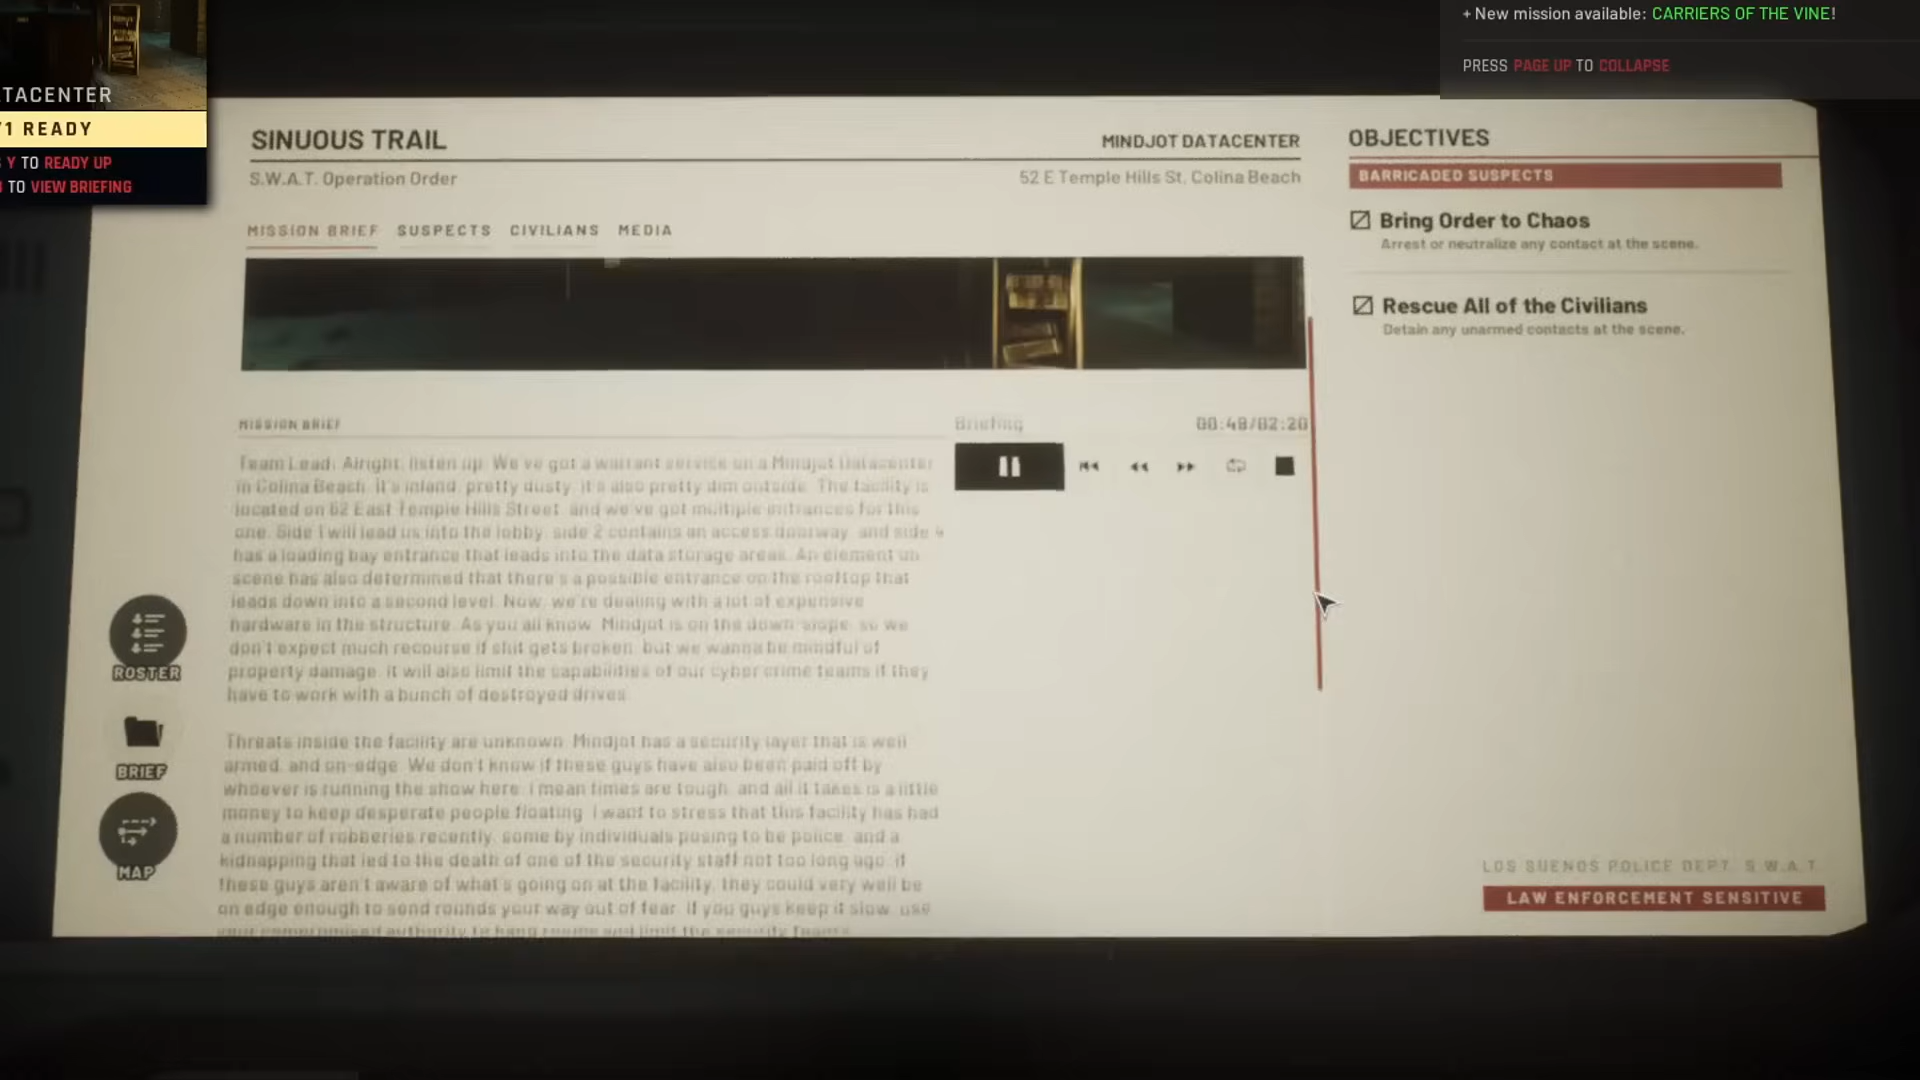 TACENTER
1 READY
Y TO READY UP
TO VIEW BRIEFING
+ New mission available: CARRIERS OF THE VINE!
PRESS PAGE UP TO COLLAPSE
SINUOUS TRAIL
MINDJOT DATACENTER
S.W.A.T. Operation Order
52 E Temple Hills St, Colina Beach
MISSION BRIEF SUSPECTS CIVILIANS MEDIA
MISSION BRIEF
Team Lead: Alright, listen up. We've got a warrant service on a Mindjot Datacenter
in Colina Beach. It's inland, pretty dusty, it's also pretty dim outside. The facility is
located on 52 East Temple Hills Street, and we've got multiple entrances for this
one. Side 1 will lead us into the lobby, side 2 contains an access doorway, and side 4
has a loading bay entrance that leads into the data storage areas. An element on
scene has also determined that there's a possible entrance on the rooftop that
leads down into a second level. Now, we're dealing with a lot of expensive
hardware in the structure. As you all know, Mindjot is on the down-slope, so we
don't expect much recourse if shit gets broken, but we wanna be mindful of
property damage. It will also limit the capabilities of our cyber crime teams if they
have to work with a bunch of destroyed drives.
Threats inside the facility are unknown. Mindjot has a security layer that is well
armed, and on-edge. We don't know if these guys have also been paid off by
whoever is running the show here. I mean times are tough, and all it takes is a little
money to keep desperate people floating. I want to stress that this facility has had
a number of robberies recently, some by individuals posing to be police, and a
kidnapping that led to the death of one of the security staff not too long ago. If
these guys aren't aware of what's going on at the facility, they could very well be
on edge enough to send rounds your way out of fear. If you guys keep it slow, use
your compromised authority to hang rooms and limit the security teams
Briefing 00:48/02:20
OBJECTIVES
BARRICADED SUSPECTS
Bring Order to Chaos
Arrest or neutralize any contact at the scene.
Rescue All of the Civilians
Detain any unarmed contacts at the scene.
ROSTER
BRIEF
MAP
LOS SUENOS POLICE DEPT. S.W.A.T
LAW ENFORCEMENT SENSITIVE